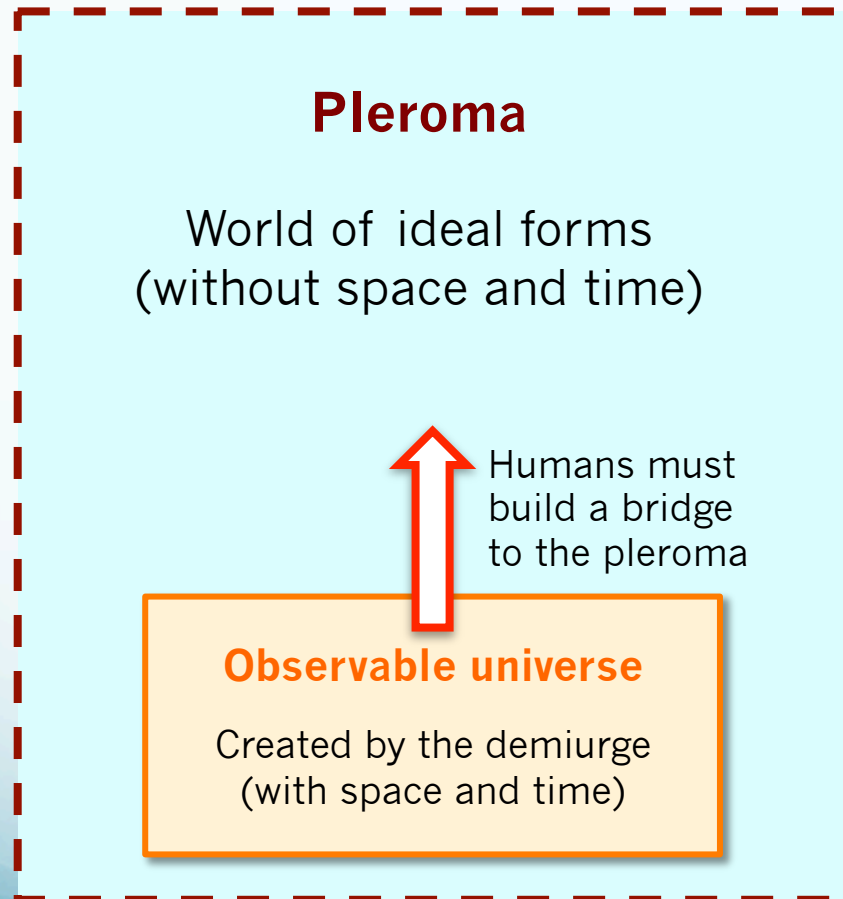 Pleroma
World of ideal forms
(without space and time)
Humans must
build a bridge
to the pleroma
Observable universe
Created by the demiurge
(with space and time)